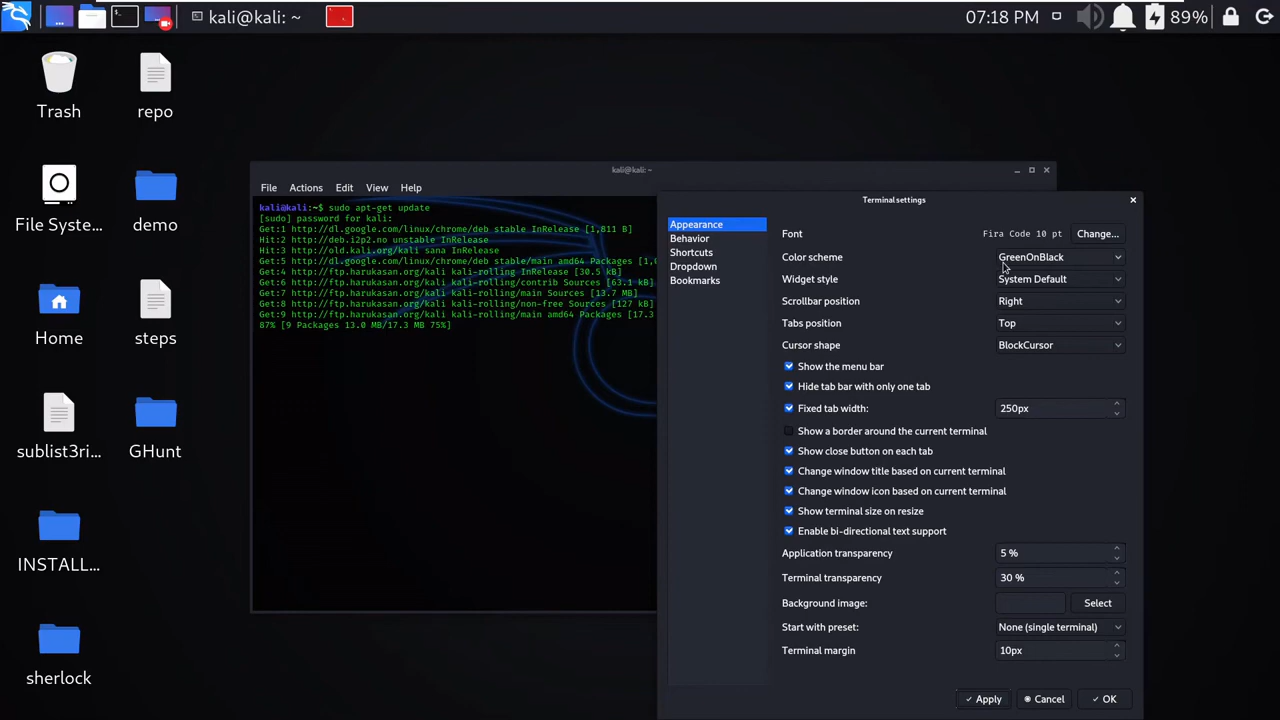 kali@kali: ~
07:18 PM
89%
Trash
repo
File Syste...
demo
Home
steps
sublist3ri...
GHunt
INSTALL...
sherlock
kali@kali: ~
File Actions Edit View Help
kali@kali:~$ sudo apt-get update
[sudo] password for kali:
Get:1 http://dl.google.com/linux/chrome/deb stable InRelease [1,811 B]
Hit:2 http://deb.i2p2.no unstable InRelease
Hit:3 http://old.kali.org/kali sana InRelease
Get:5 http://dl.google.com/linux/chrome/deb stable/main amd64 Packages [1,0
Get:4 http://ftp.harukasan.org/kali kali-rolling InRelease [30.5 kB]
Get:6 http://ftp.harukasan.org/kali kali-rolling/contrib Sources [63.1 kB]
Get:7 http://ftp.harukasan.org/kali kali-rolling/main Sources [13.7 MB]
Get:8 http://ftp.harukasan.org/kali kali-rolling/non-free Sources [127 kB]
Get:9 http://ftp.harukasan.org/kali kali-rolling/main amd64 Packages [17.3
87% [9 Packages 13.0 MB/17.3 MB 75%]
Terminal settings
Appearance
Behavior
Shortcuts
Dropdown
Bookmarks
Font Fira Code 10 pt Change...
Color scheme GreenOnBlack
Widget style System Default
Scrollbar position Right
Tabs position Top
Cursor shape BlockCursor
Show the menu bar
Hide tab bar with only one tab
Fixed tab width: 250px
Show a border around the current terminal
Show close button on each tab
Change window title based on current terminal
Change window icon based on current terminal
Show terminal size on resize
Enable bi-directional text support
Application transparency 5 %
Terminal transparency 30 %
Background image: Select
Start with preset: None (single terminal)
Terminal margin 10px
Apply Cancel OK